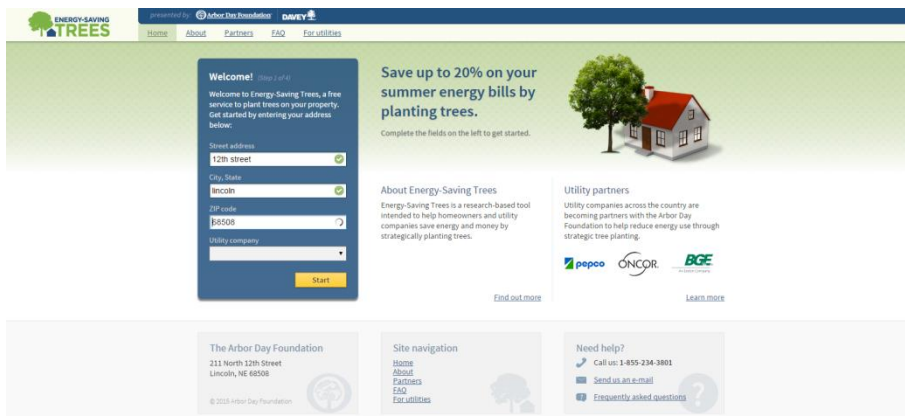 ENERGY-SAVING
TREES
presented by Arbor Day Foundation DAVEY
Home About Partners FAQ For utilities
Welcome! (Step 1 of 4)
Welcome to Energy-Saving Trees, a free
service to plant trees on your property.
Get started by entering your address
below:
Street address
12th street
City, State
lincoln
ZIP code
68508
Utility company
Start
Save up to 20% on your
summer energy bills by
planting trees.
Complete the fields on the left to get started.
About Energy-Saving Trees
Energy-Saving Trees is a research-based tool
intended to help homeowners and utility
companies save energy and money by
strategically planting trees.
Find out more
Utility partners
Utility companies across the country are
becoming partners with the Arbor Day
Foundation to help reduce energy use through
strategic tree planting.
pepco ONCOR BGE
Learn more
The Arbor Day Foundation
211 North 12th Street
Lincoln, NE 68508
© 2015 Arbor Day Foundation
Site navigation
Home
About
Partners
FAQ
For utilities
Need help?
Call us: 1-855-234-3801
Send us an e-mail
Frequently asked questions